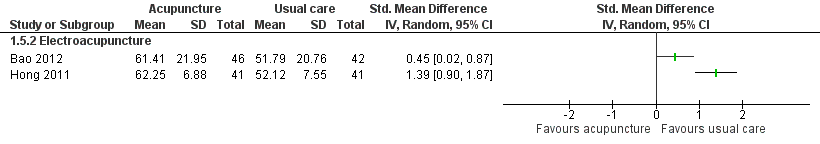 Acupuncture Usual care Std. Mean Difference Std. Mean Difference
Study or Subgroup Mean SD Total Mean SD Total IV, Random, 95% CI IV, Random, 95% CI
1.5.2 Electroacupuncture
Bao 2012 61.41 21.95 46 51.79 20.76 42 0.45 [0.02, 0.87]
Hong 2011 62.25 6.88 41 52.12 7.55 41 1.39 [0.90, 1.87]
-2 -1 0 1 2
Favours acupuncture Favours usual care